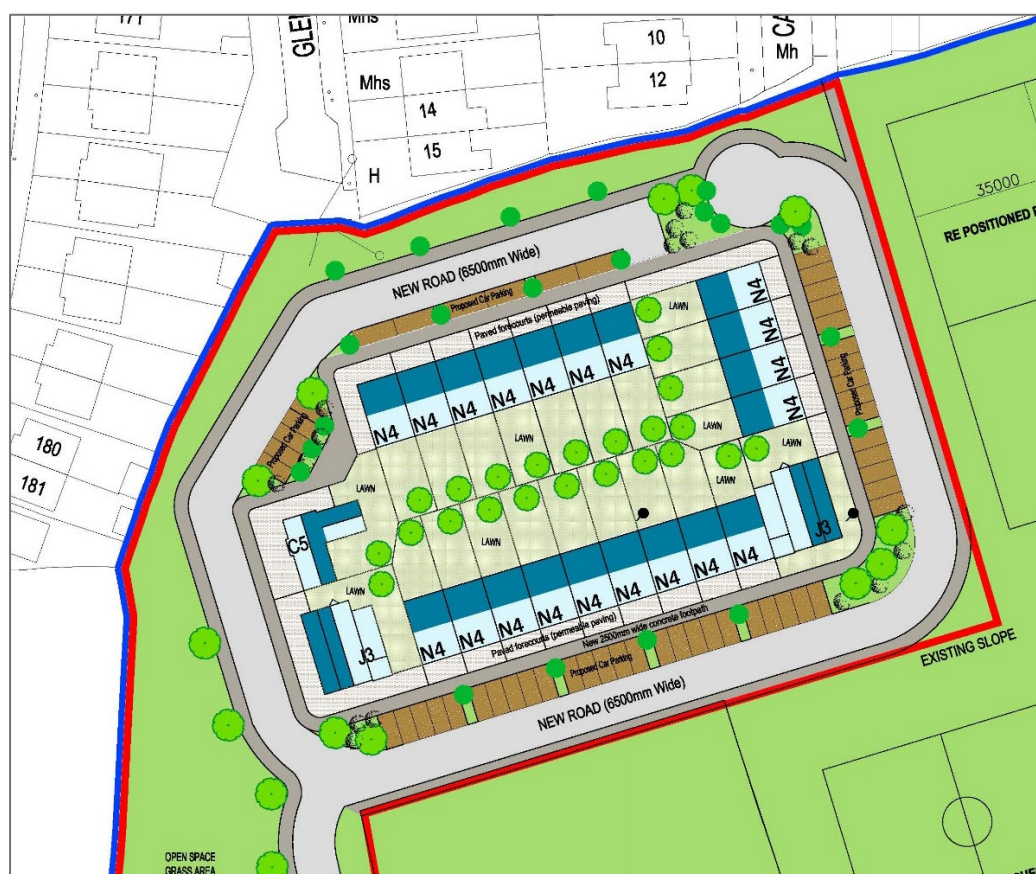 171
GLEN
Mhs
Mhs
14
15
H
10
12
CA
Mh
35000
RE POSITIONED
NEW ROAD (6500mm Wide)
Proposed Car Parking
Paved forecourts (permeable paving)
LAWN
N4
N4
N4
N4
N4
N4
N4
N4
N4
N4
N4
Proposed Car Parking
Proposed Car Parking
LAWN
LAWN
LAWN
LAWN
LAWN
LAWN
LAWN
180
181
C5
J3
J3
N4
N4
N4
N4
N4
N4
N4
N4
N4
Paved forecourts (permeable paving)
New 2500mm wide concrete footpath
Proposed Car Parking
NEW ROAD (6500mm Wide)
EXISTING SLOPE
OPEN SPACE
GRASS AREA